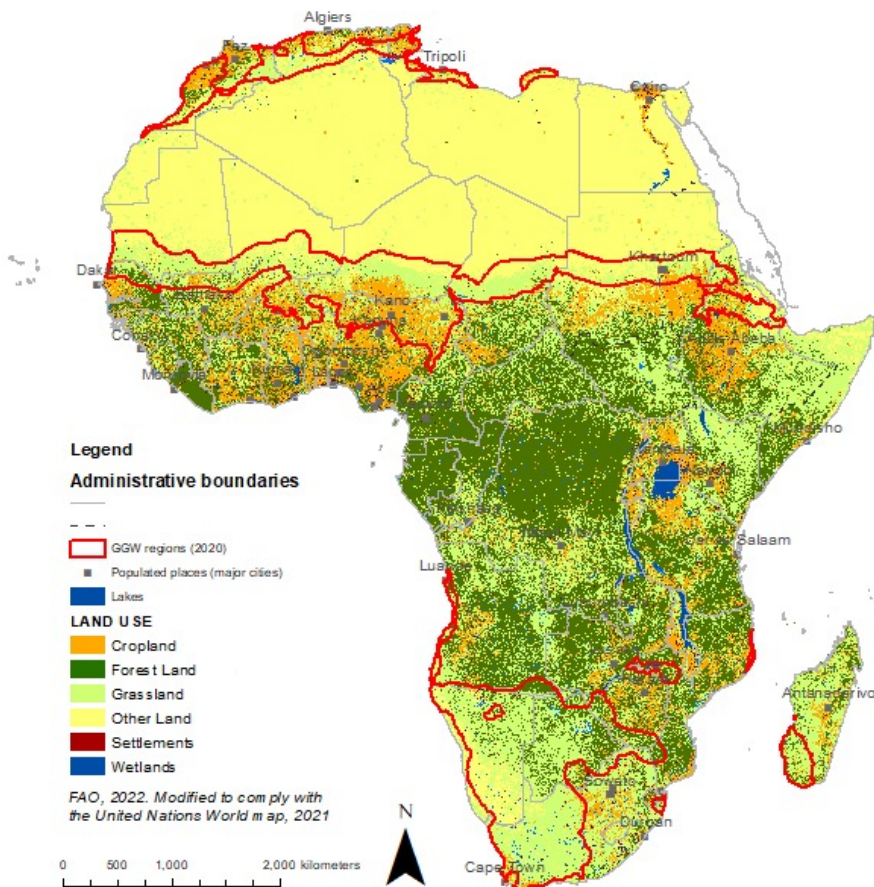 Algiers
Tripoli
Cairo
Khartoum
Dakar
Kano
Mogadisho
Salaam
Luanda
Antananarivo
Soweto
Durban
Cape Town
Legend
Administrative boundaries
GGW regions (2020)
Populated places (major cities)
Lakes
LAND USE
Cropland
Forest Land
Grassland
Other Land
Settlements
Wetlands
FAO, 2022. Modified to comply with
the United Nations World map, 2021
N
0 500 1,000 2,000 kilometers